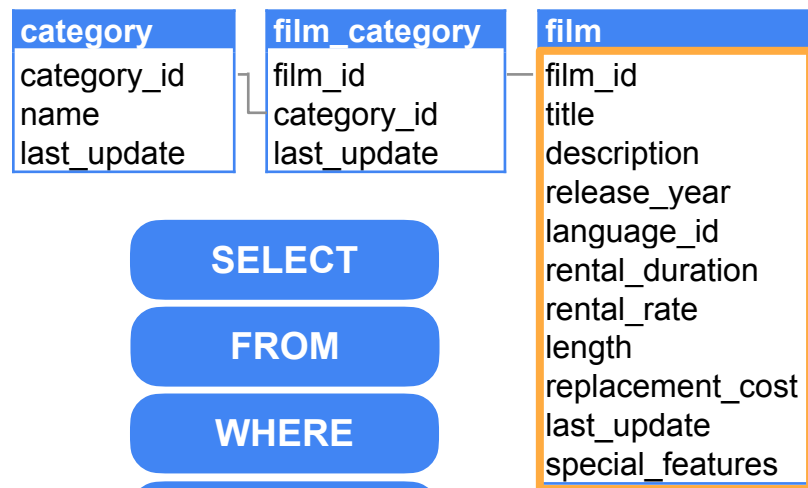 category
category_id
name
last_update
film_category
film_id
category_id
last_update
film
film_id
title
description
release_year
language_id
rental_duration
rental_rate
length
replacement_cost
last_update
special_features
SELECT
FROM
WHERE